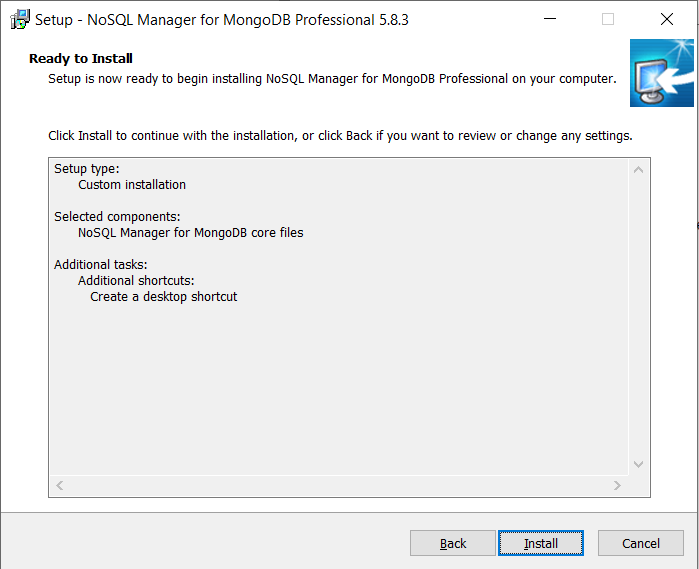 Setup - NoSQL Manager for MongoDB Professional 5.8.3
Ready to Install
Setup is now ready to begin installing NoSQL Manager for MongoDB Professional on your computer.
Click Install to continue with the installation, or click Back if you want to review or change any settings.
Setup type:
Custom installation
Selected components:
NoSQL Manager for MongoDB core files
Additional tasks:
Additional shortcuts:
Create a desktop shortcut
Back Install Cancel